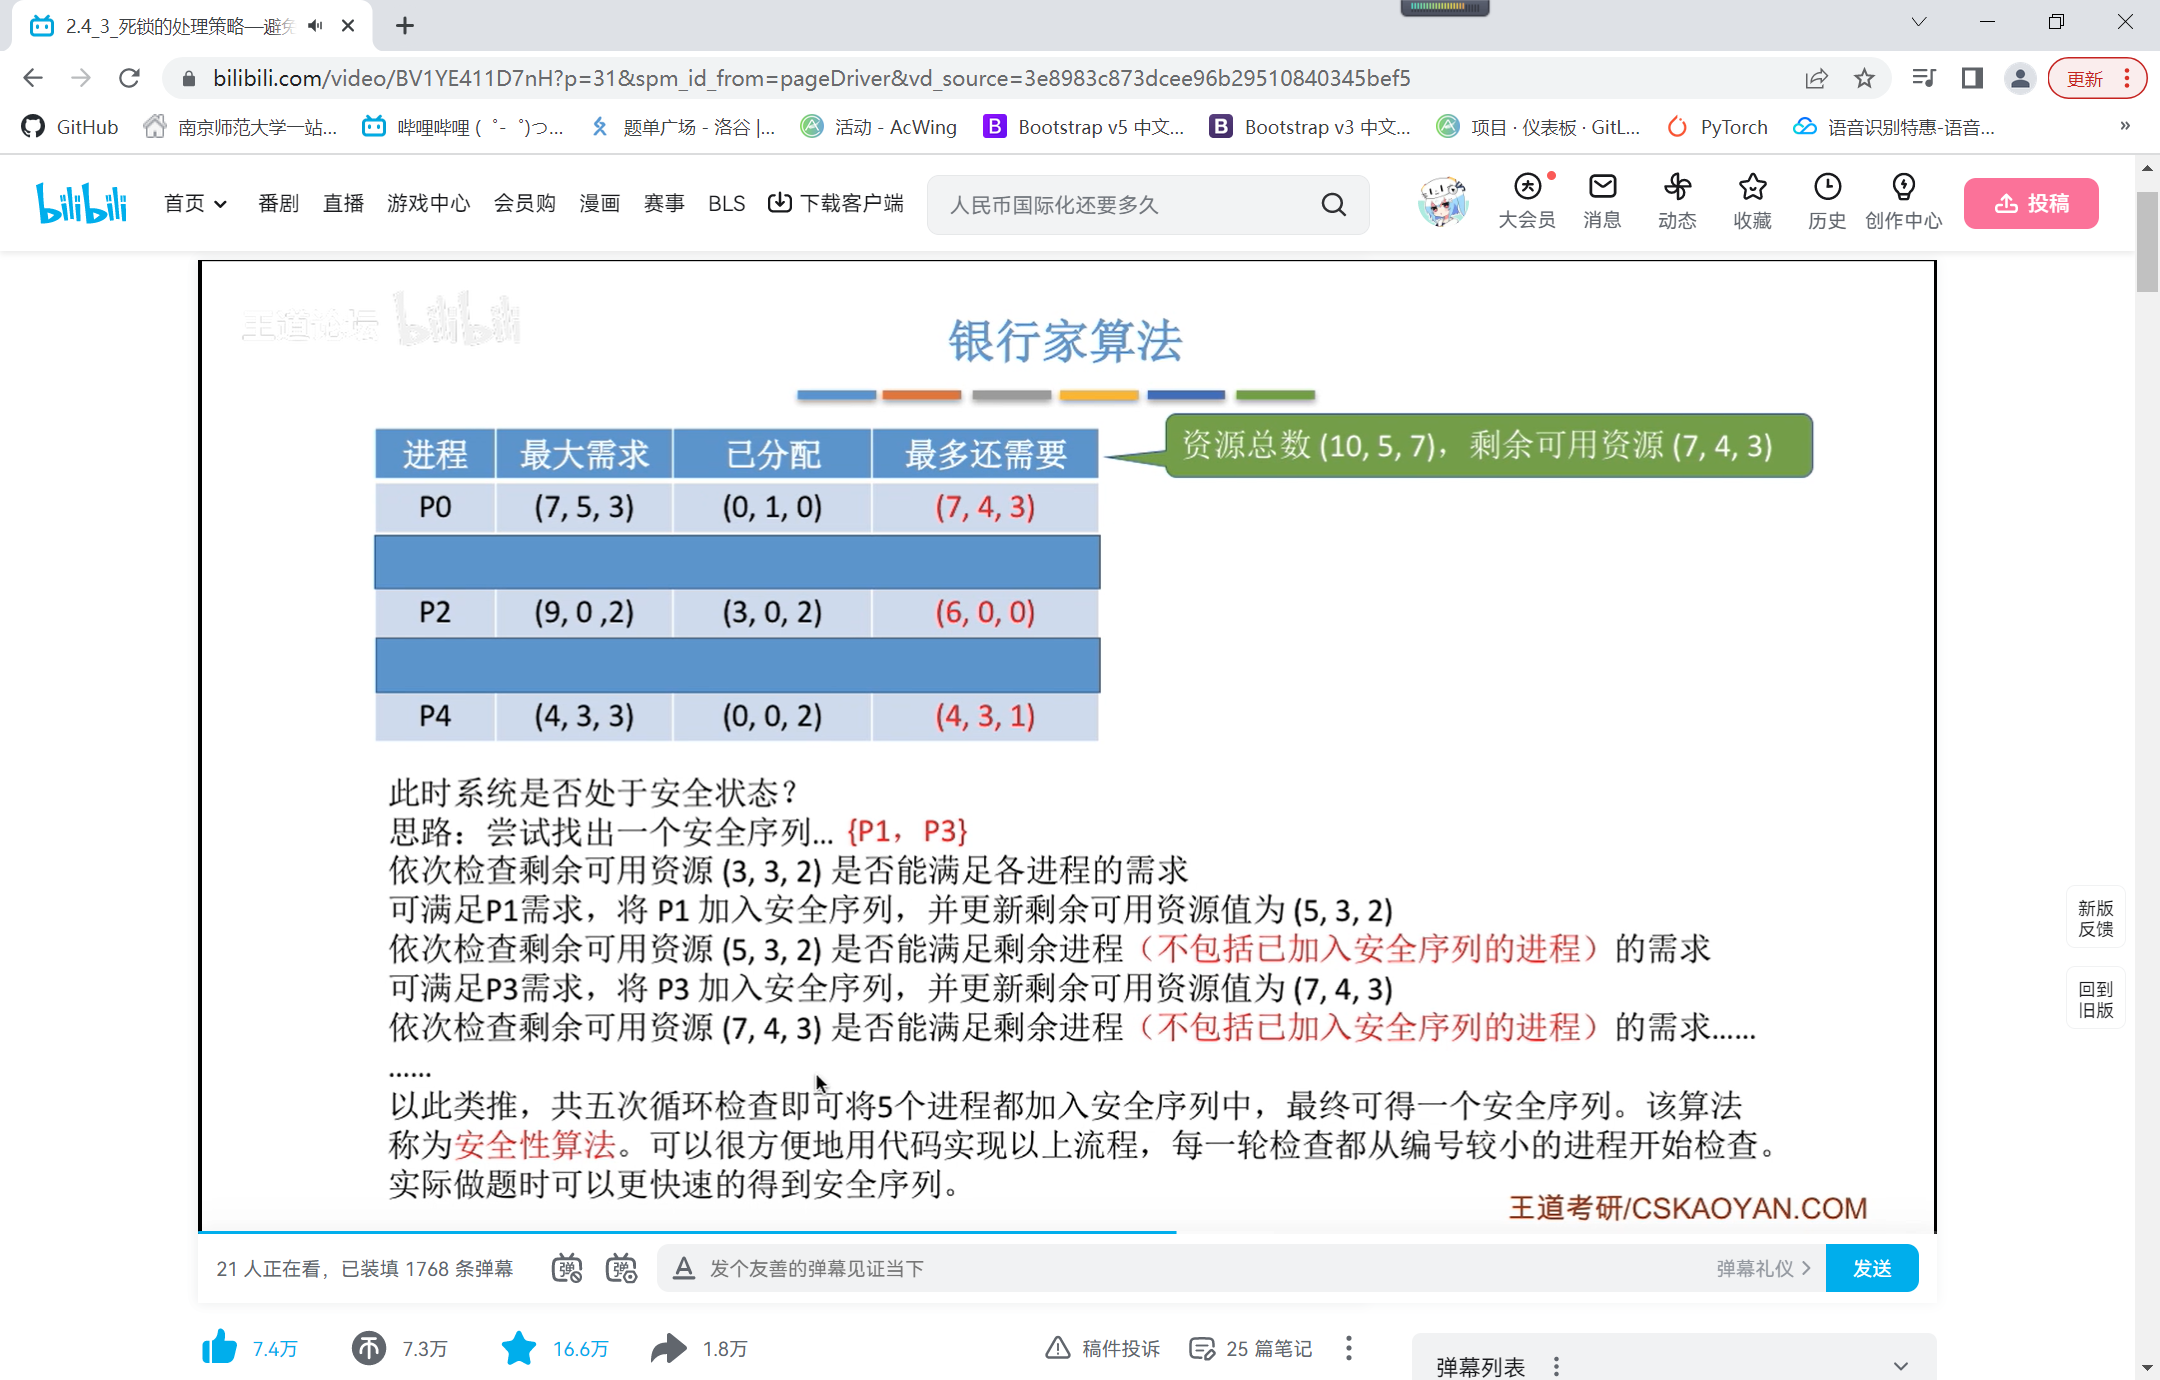 2.4_3_死锁的处理策略—避免
bilibili.com/video/BV1YE411D7nH?p=31&spm_id_from=pageDriver&vd_source=3e8983c873dcee96b29510840345bef5
更新
GitHub 南京师范大学一站... 哔哩哔哩 (゜-゜)つ... 题单广场 - 洛谷 |... 活动 - AcWing Bootstrap v5 中文... Bootstrap v3 中文... 项目 · 仪表板 · GitL... PyTorch 语音识别特惠-语音... »
bilibili 首页 番剧 直播 游戏中心 会员购 漫画 赛事 BLS 下载客户端 人民币国际化还要多久 大会员 消息 动态 收藏 历史 创作中心 投稿
王道论坛 bilibili
银行家算法
进程 最大需求 已分配 最多还需要
资源总数 (10, 5, 7)，剩余可用资源 (7, 4, 3)
P0 (7, 5, 3) (0, 1, 0) (7, 4, 3)
P2 (9, 0 ,2) (3, 0, 2) (6, 0, 0)
P4 (4, 3, 3) (0, 0, 2) (4, 3, 1)
此时系统是否处于安全状态？
思路：尝试找出一个安全序列... {P1，P3}
依次检查剩余可用资源 (3, 3, 2) 是否能满足各进程的需求
可满足P1需求，将 P1 加入安全序列，并更新剩余可用资源值为 (5, 3, 2)
依次检查剩余可用资源 (5, 3, 2) 是否能满足剩余进程（不包括已加入安全序列的进程）的需求
可满足P3需求，将 P3 加入安全序列，并更新剩余可用资源值为 (7, 4, 3)
依次检查剩余可用资源 (7, 4, 3) 是否能满足剩余进程（不包括已加入安全序列的进程）的需求......
......
以此类推，共五次循环检查即可将5个进程都加入安全序列中，最终可得一个安全序列。该算法
称为安全性算法。可以很方便地用代码实现以上流程，每一轮检查都从编号较小的进程开始检查。
实际做题时可以更快速的得到安全序列。
王道考研/CSKAOYAN.COM
新版
反馈
回到
旧版
21 人正在看，已装填 1768 条弹幕 发个友善的弹幕见证当下 弹幕礼仪 > 发送
7.4万 7.3万 16.6万 1.8万 稿件投诉 25 篇笔记
弹幕列表